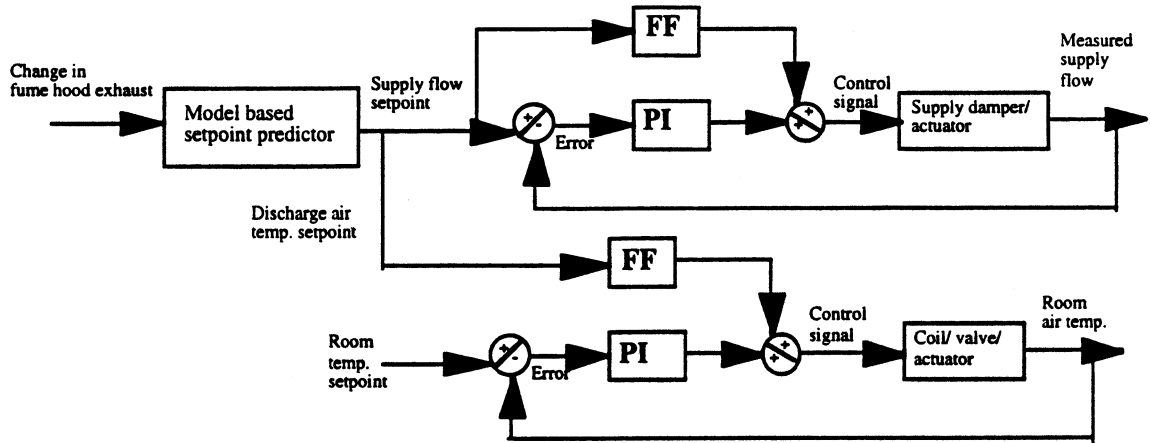 Change in
fume hood exhaust
Model based
setpoint predictor
Supply flow
setpoint
FF
+
-
Error
PI
+
+
Control
signal
Supply damper/
actuator
Measured
supply
flow
Discharge air
temp. setpoint
FF
Room
temp.
setpoint
+
-
Error
PI
+
+
Control
signal
Coil/ valve/
actuator
Room
air temp.